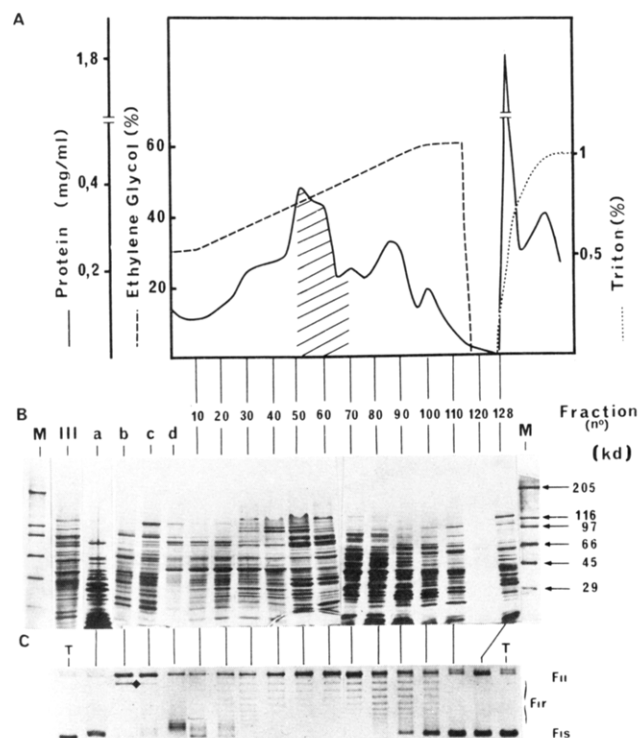 A
1,8
0,4
0,2
Protein (mg/ml)
60
40
20
Ethylene Glycol (%)
1
0,5
Triton (%)
B
10 20 30 40 50 60 70 80 90 100 110 120 128 Fraction
(nº)
M III a b c d M (kd)
205
116
97
66
45
29
C
T T
FII
FIr
FIs